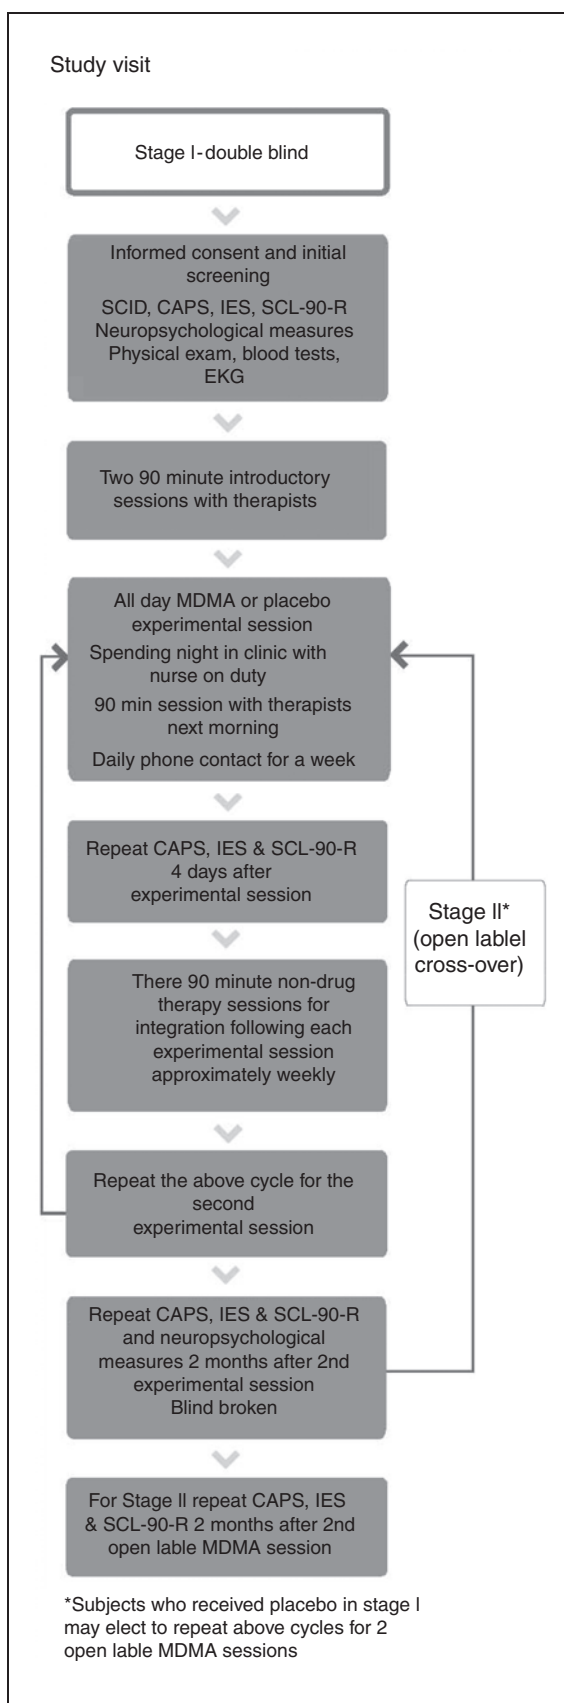 Study visit
Stage I-double blind
Informed consent and initial
screening
SCID, CAPS, IES, SCL-90-R
Neuropsychological measures
Physical exam, blood tests,
EKG
Two 90 minute introductory
sessions with therapists
All day MDMA or placebo
experimental session
Spending night in clinic with
nurse on duty
90 min session with therapists
next morning
Daily phone contact for a week
Repeat CAPS, IES & SCL-90-R
4 days after
experimental session
There 90 minute non-drug
therapy sessions for
integration following each
experimental session
approximately weekly
Repeat the above cycle for the
second
experimental session
Repeat CAPS, IES & SCL-90-R
and neuropsychological
measures 2 months after 2nd
experimental session
Blind broken
Stage II*
(open lablel
cross-over)
For Stage II repeat CAPS, IES
& SCL-90-R 2 months after 2nd
open lable MDMA session
*Subjects who received placebo in stage I
may elect to repeat above cycles for 2
open lable MDMA sessions